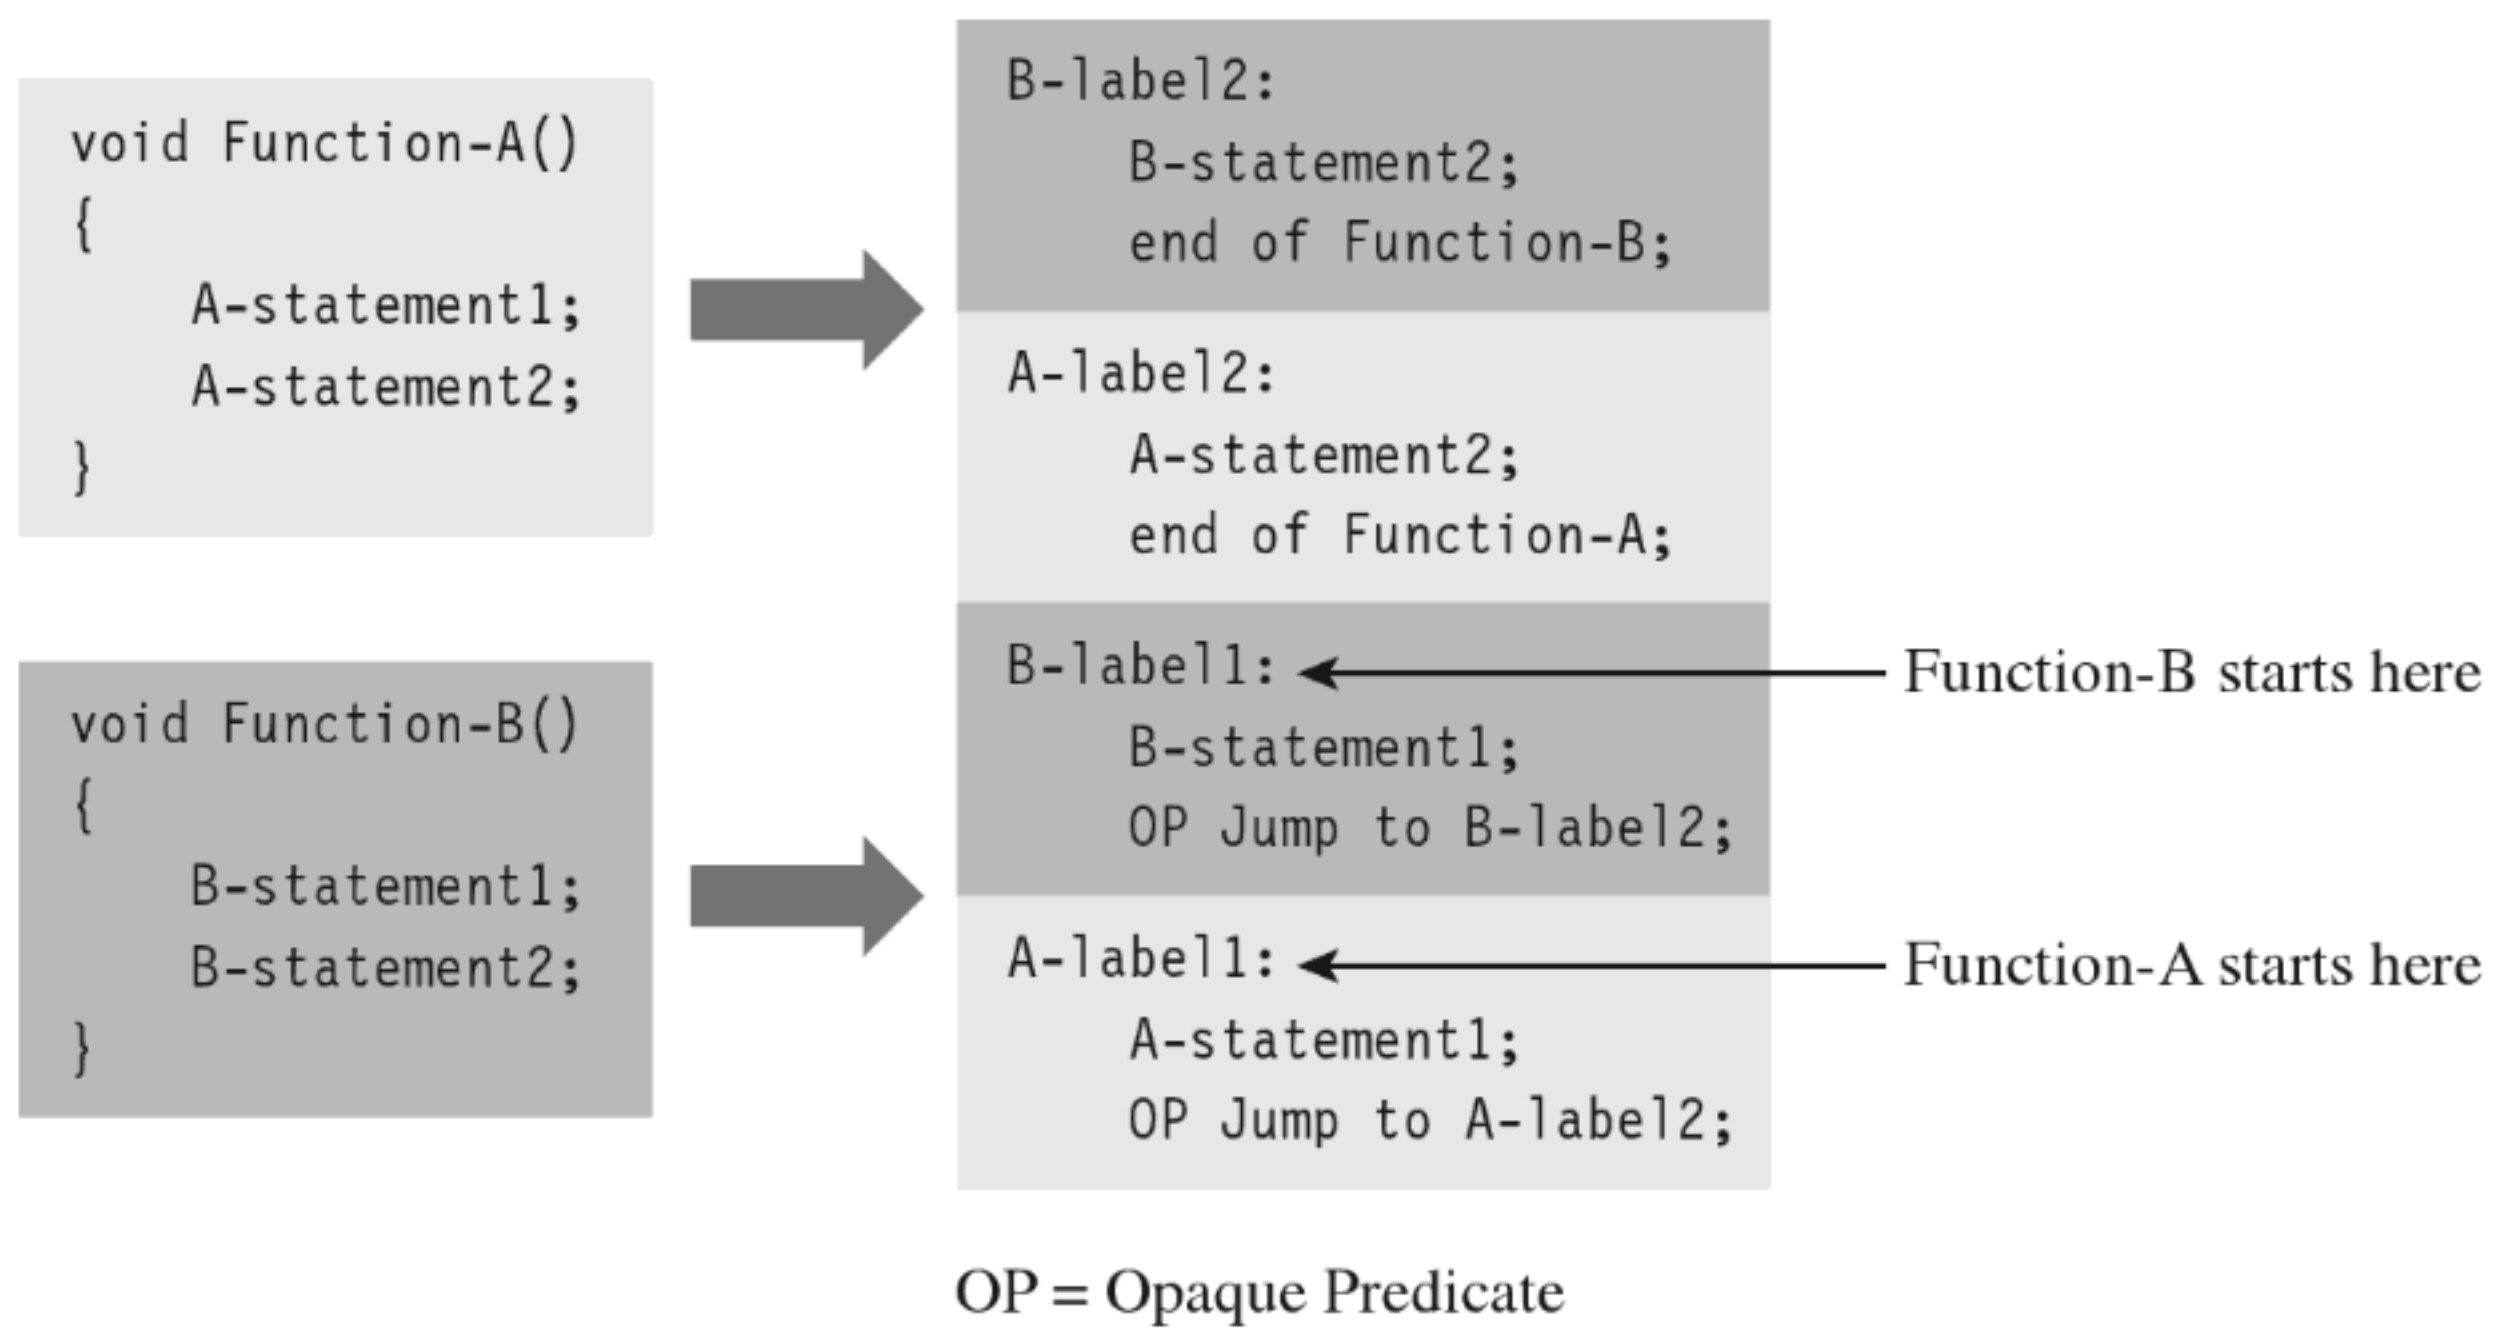 void Function-A()
{
A-statement1;
A-statement2;
}
void Function-B()
{
B-statement1;
B-statement2;
}
B-label2:
B-statement2;
end of Function-B;
A-label2:
A-statement2;
end of Function-A;
B-label1:
B-statement1;
OP Jump to B-label2;
A-label1:
A-statement1;
OP Jump to A-label2;
Function-B starts here
Function-A starts here
OP = Opaque Predicate